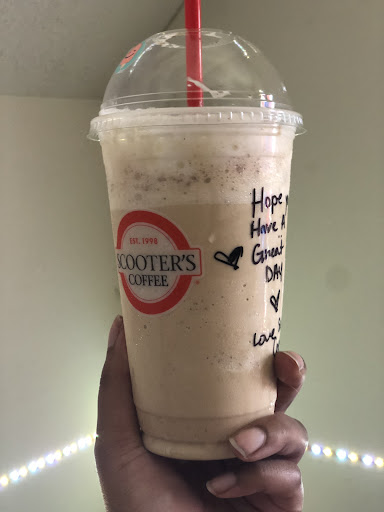 EST. 1998
SCOOTER'S
COFFEE
Hope
Have A
Great
DAY
Love